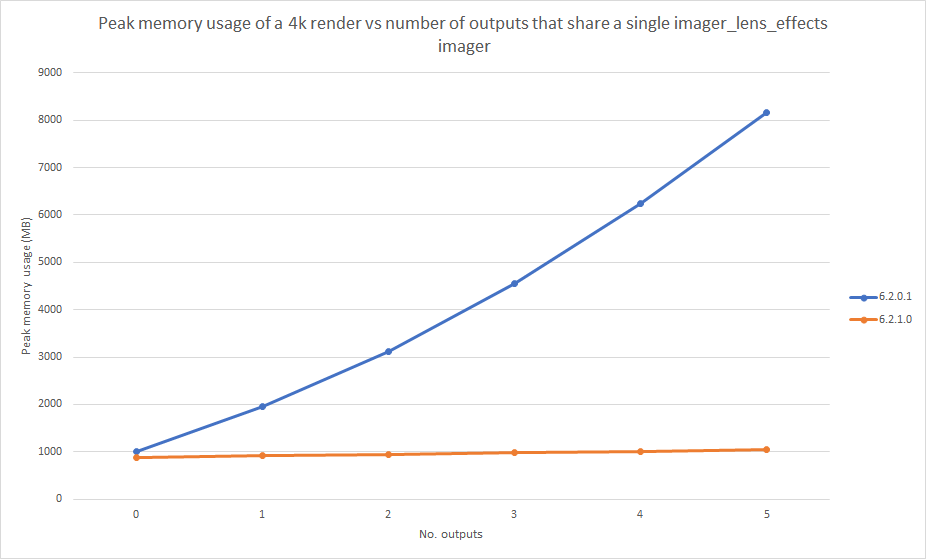 Peak memory usage of a 4k render vs number of outputs that share a single imager_lens_effects
imager
9000
8000
7000
6000
5000
4000
3000
2000
1000
0
Peak memory usage (MB)
0 1 2 3 4 5
No. outputs
6.2.0.1
6.2.1.0